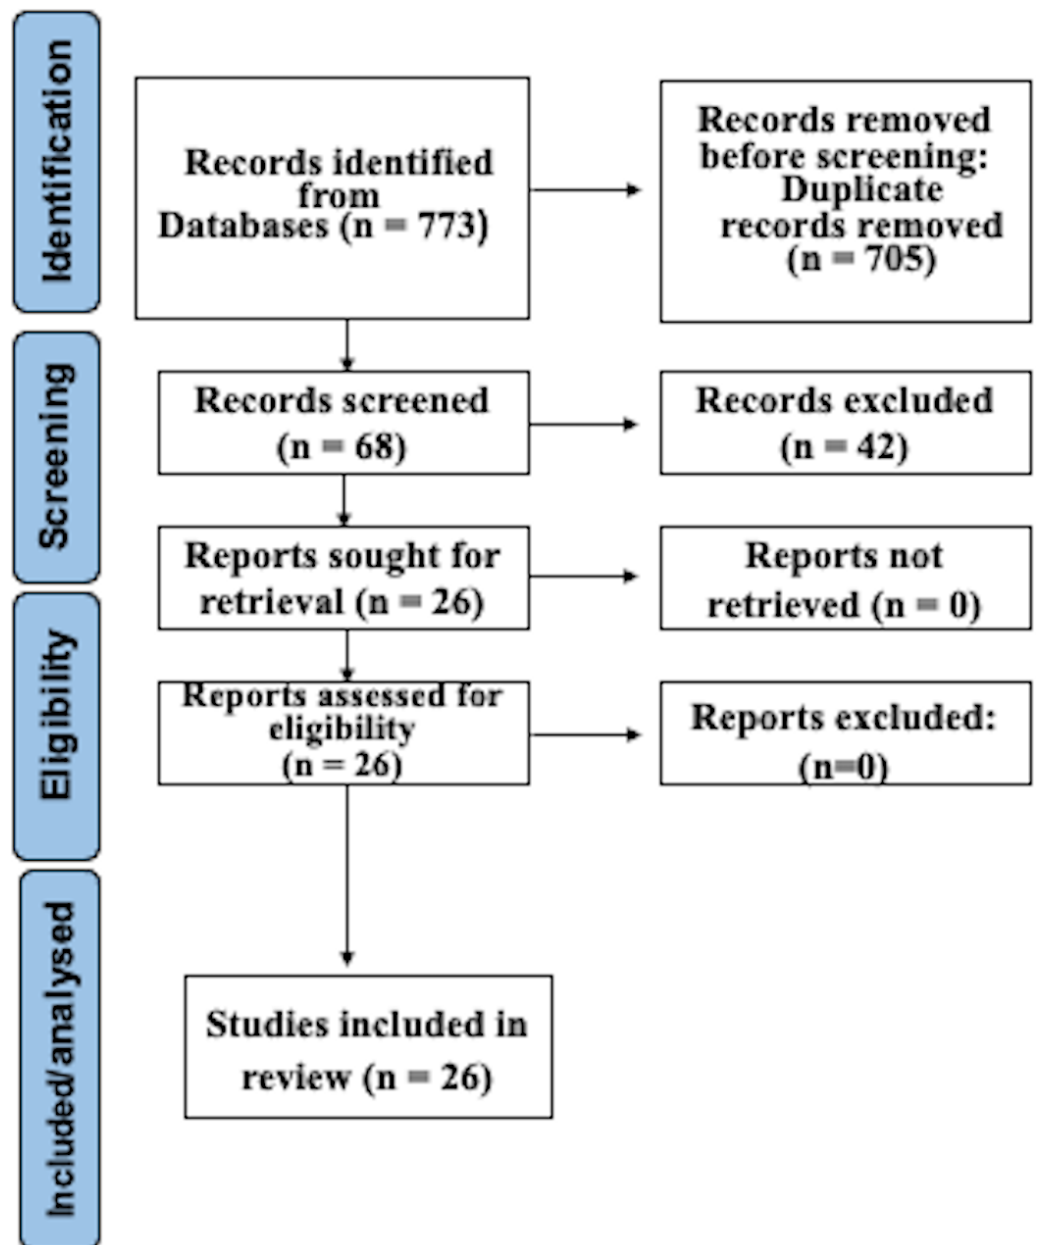 Identification
Records identified
from
Databases (n = 773)
Records removed
before screening:
Duplicate
records removed
(n = 705)
Screening
Records screened
(n = 68)
Records excluded
(n = 42)
Reports sought for
retrieval (n = 26)
Reports not
retrieved (n = 0)
Eligibility
Reports assessed for
eligibility
(n = 26)
Reports excluded:
(n=0)
Included/analysed
Studies included in
review (n = 26)